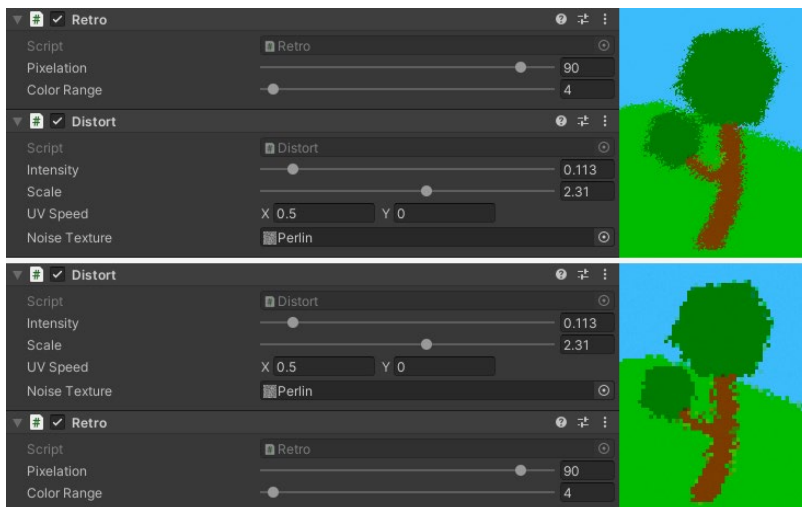 # Retro
Script Retro
Pixelation 90
Color Range 4
# Distort
Script Distort
Intensity 0.113
Scale 2.31
UV Speed X 0.5 Y 0
Noise Texture Perlin
# Distort
Script Distort
Intensity 0.113
Scale 2.31
UV Speed X 0.5 Y 0
Noise Texture Perlin
# Retro
Script Retro
Pixelation 90
Color Range 4